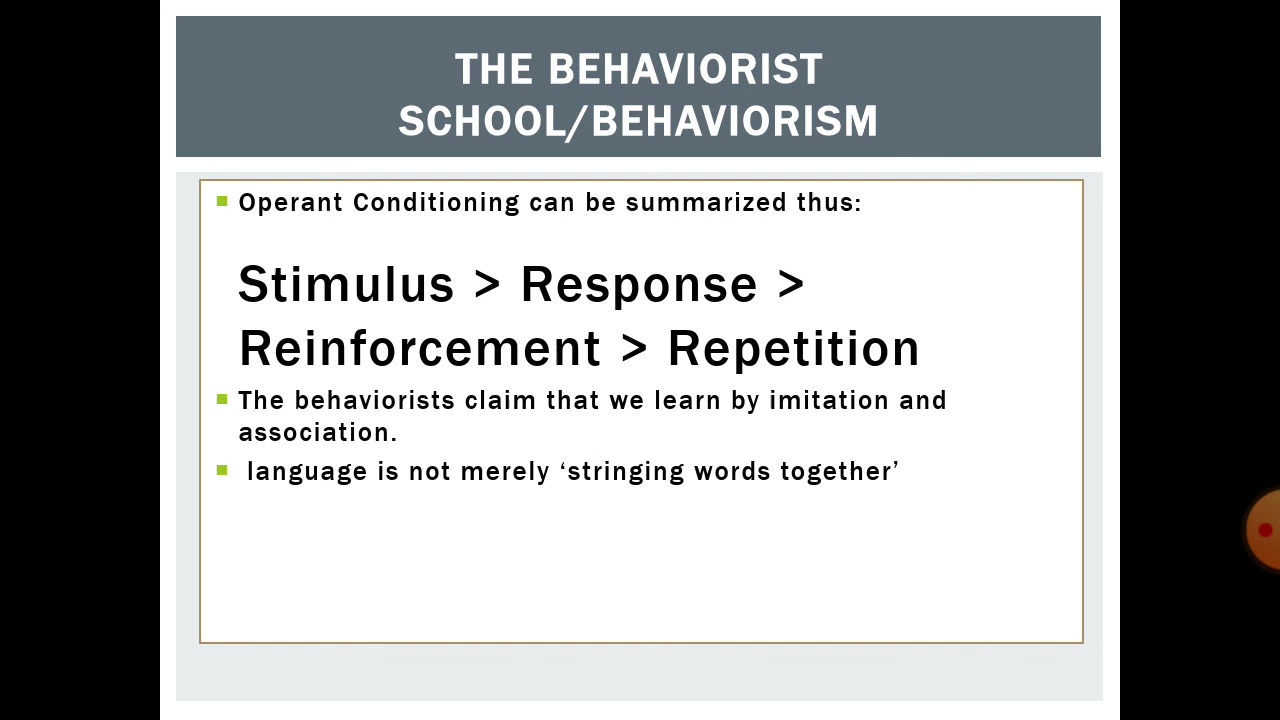 THE BEHAVIORIST
SCHOOL/BEHAVIORISM
Operant Conditioning can be summarized thus:
Stimulus > Response >
Reinforcement > Repetition
The behaviorists claim that we learn by imitation and
association.
language is not merely ‘stringing words together’